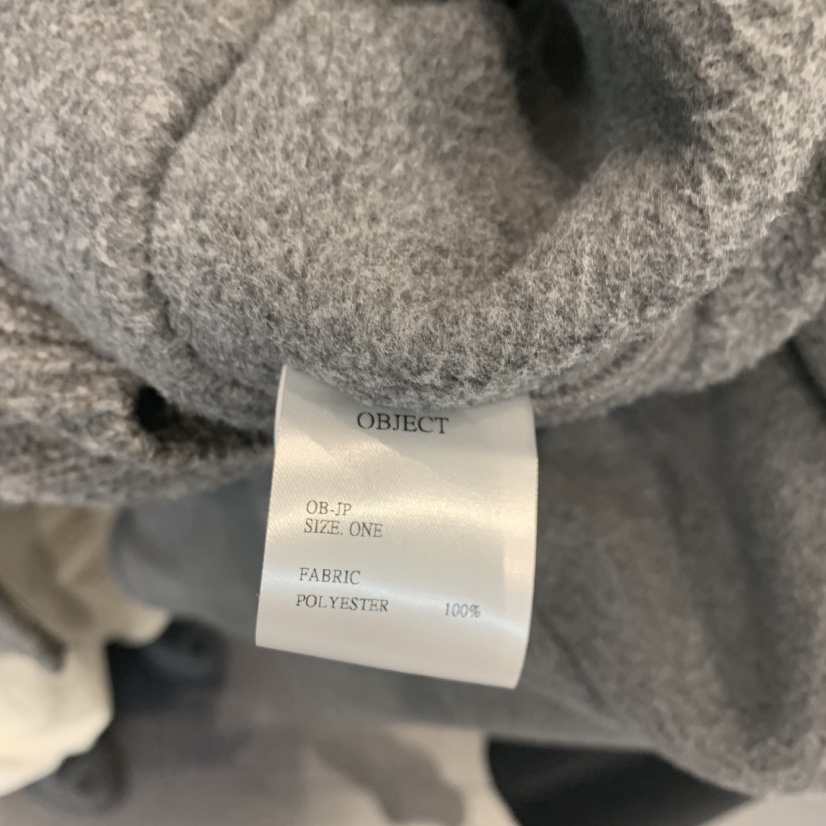 OBJECT
OB-JP
SIZE. ONE
FABRIC
POLYESTER 100%